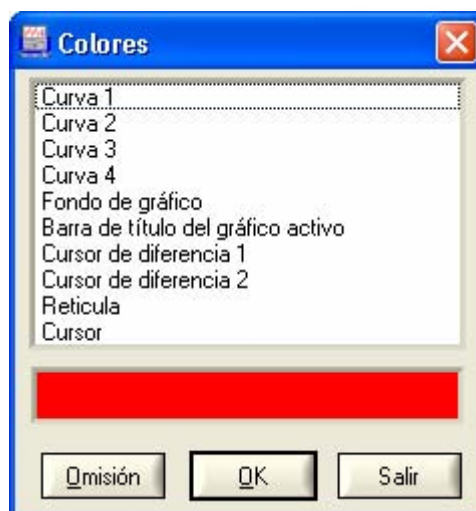 Colores
Curva 1
Curva 2
Curva 3
Curva 4
Fondo de gráfico
Barra de título del gráfico activo
Cursor de diferencia 1
Cursor de diferencia 2
Reticula
Cursor
Omisión OK Salir